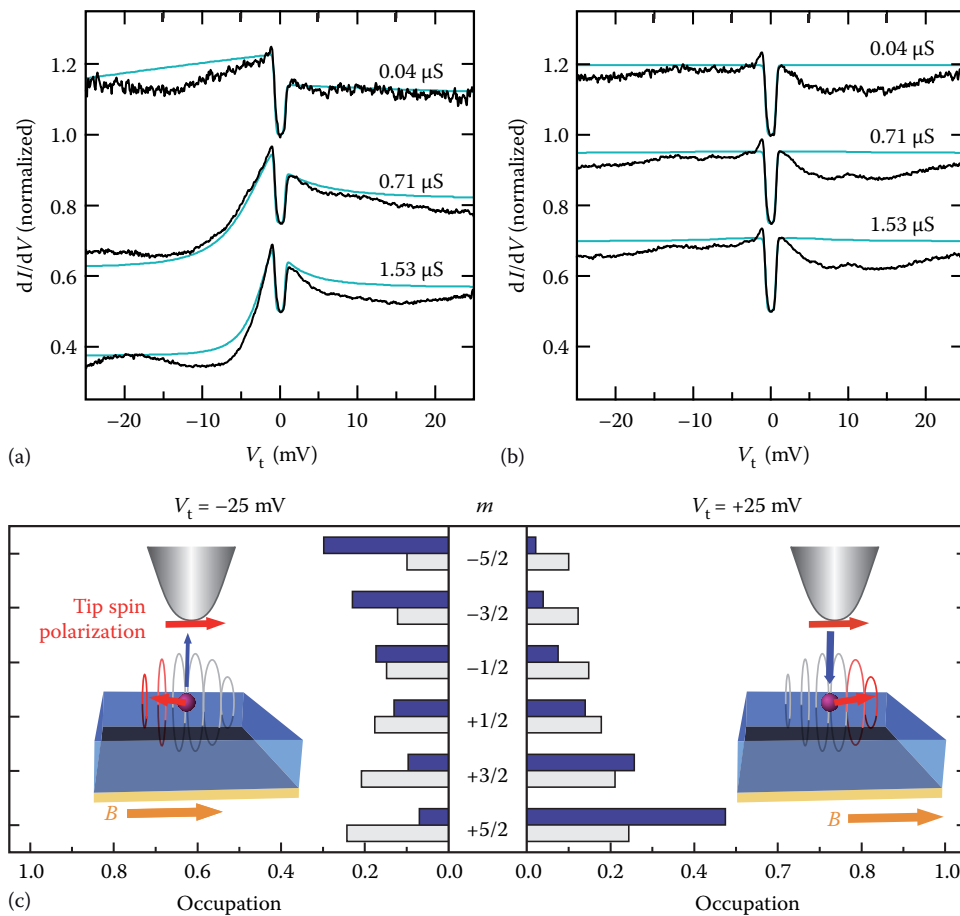 1.2
1.0
0.8
0.6
0.4
dI/dV (normalized)
0.04 µS
0.71 µS
1.53 µS
−20 −10 0 10 20
V_t (mV)
(a)
1.2
1.0
0.8
0.6
0.4
dI/dV (normalized)
0.04 µS
0.71 µS
1.53 µS
−20 −10 0 10 20
V_t (mV)
(b)
V_t = −25 mV m V_t = +25 mV
Tip spin
polarization
B
−5/2
−3/2
−1/2
+1/2
+3/2
+5/2
B
1.0 0.8 0.6 0.4 0.2 0.0 0.0 0.2 0.4 0.6 0.8 1.0
(c) Occupation Occupation